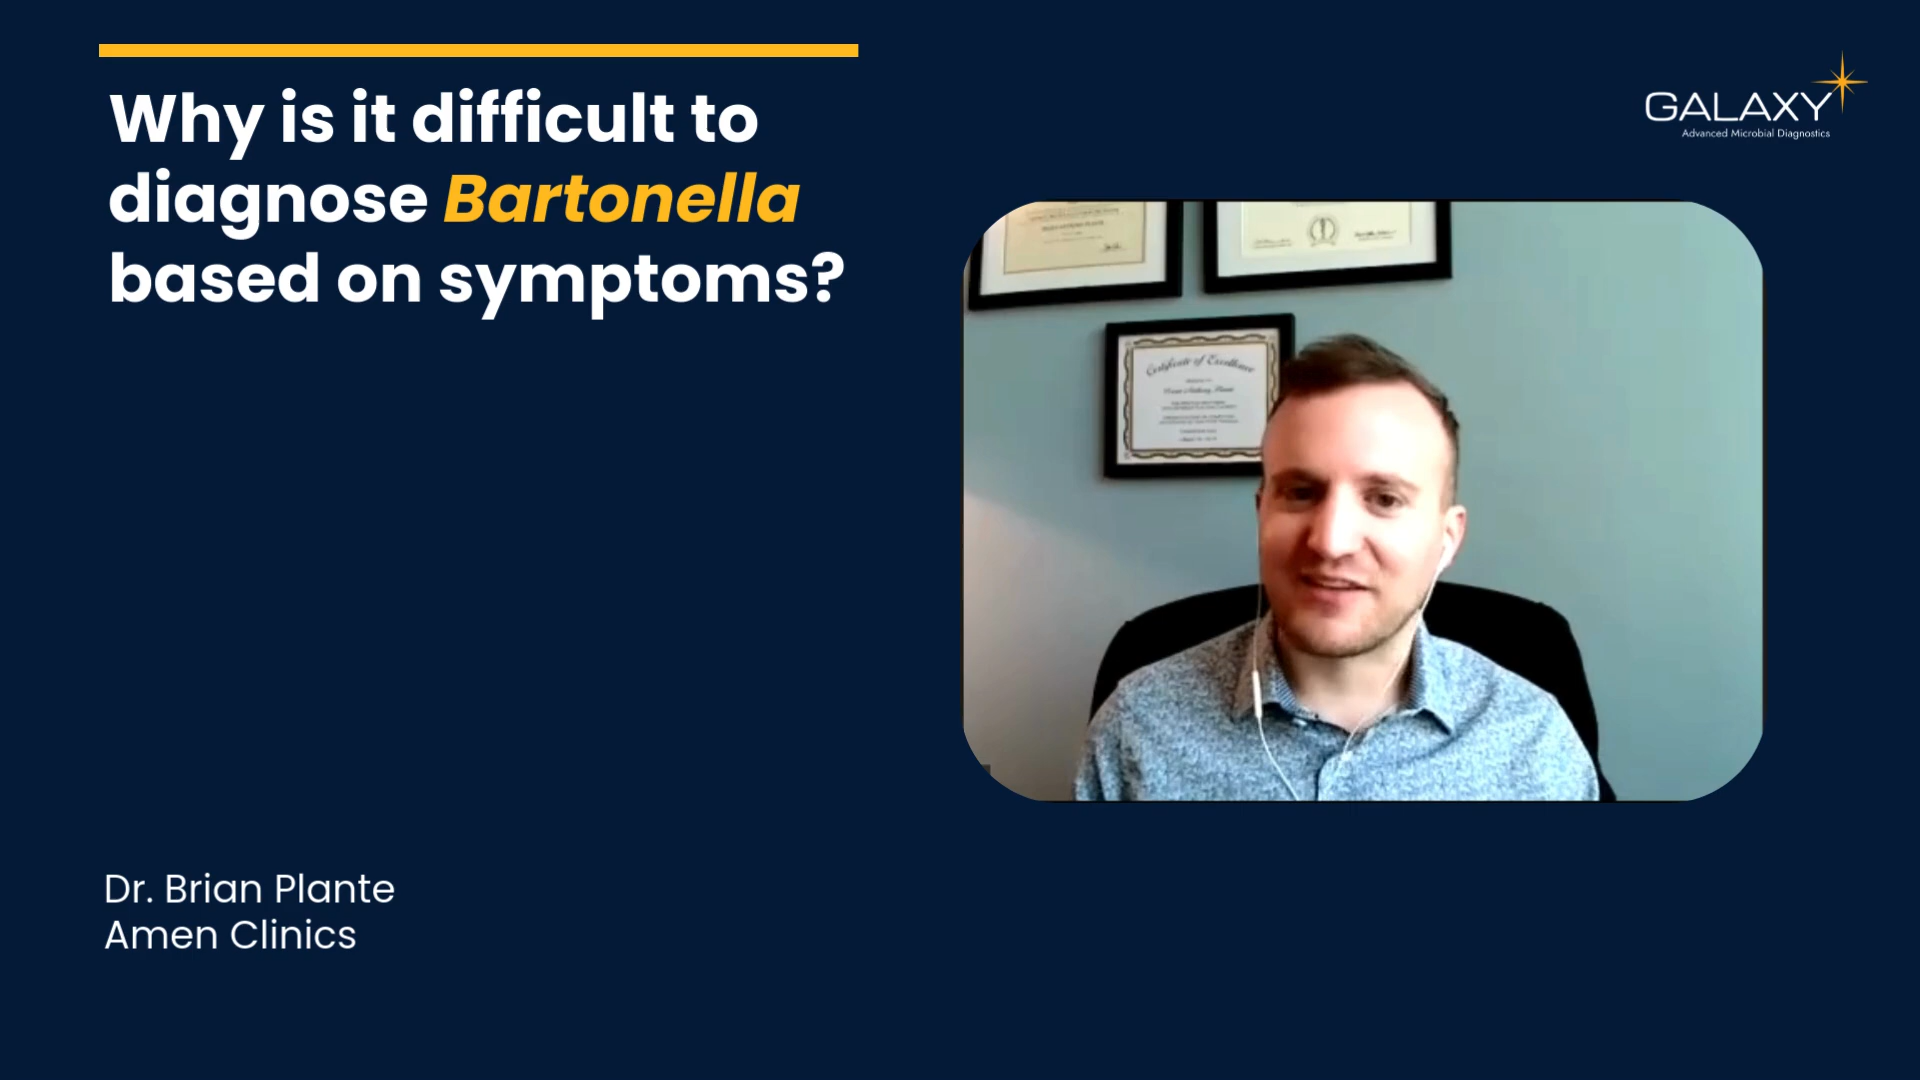 Why is it difficult to
diagnose Bartonella
based on symptoms?
GALAXY
Advanced Microbial Diagnostics
Certificate of Excellence
Dr. Brian Plante
Amen Clinics